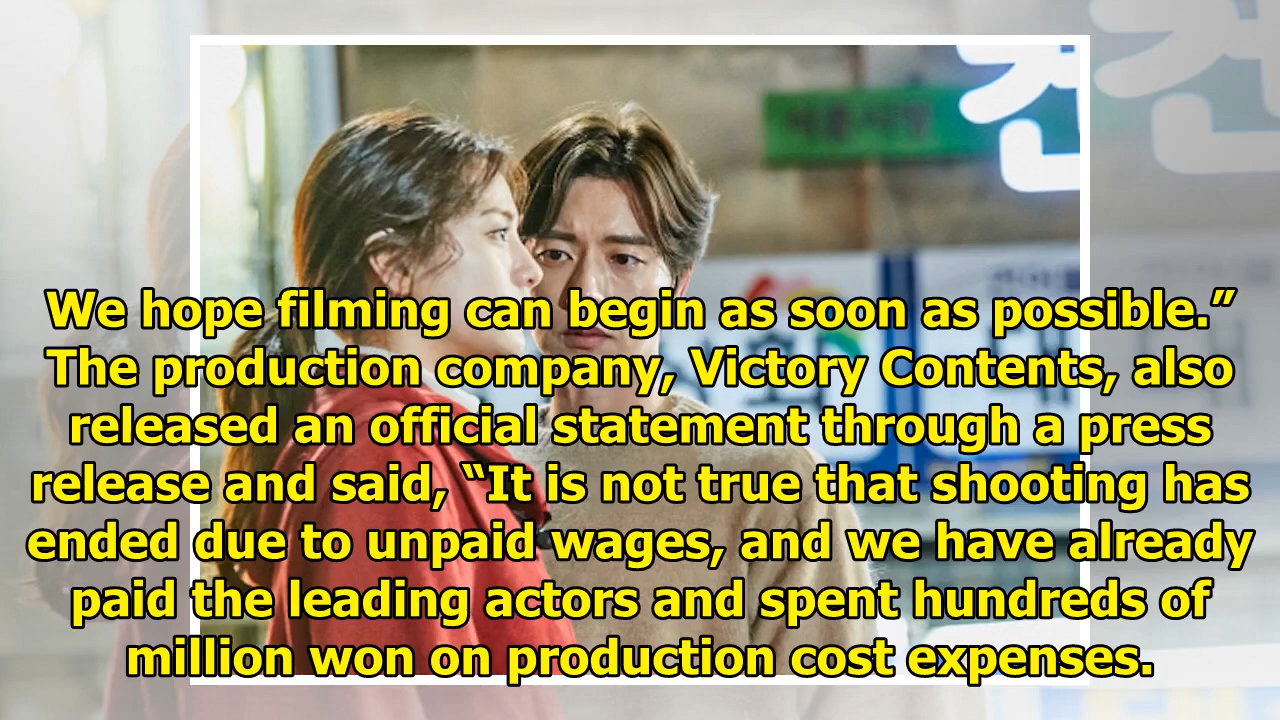 We hope filming can begin as soon as possible.”
The production company, Victory Contents, also
released an official statement through a press
release and said, “It is not true that shooting has
ended due to unpaid wages, and we have already
paid the leading actors and spent hundreds of
million won on production cost expenses.